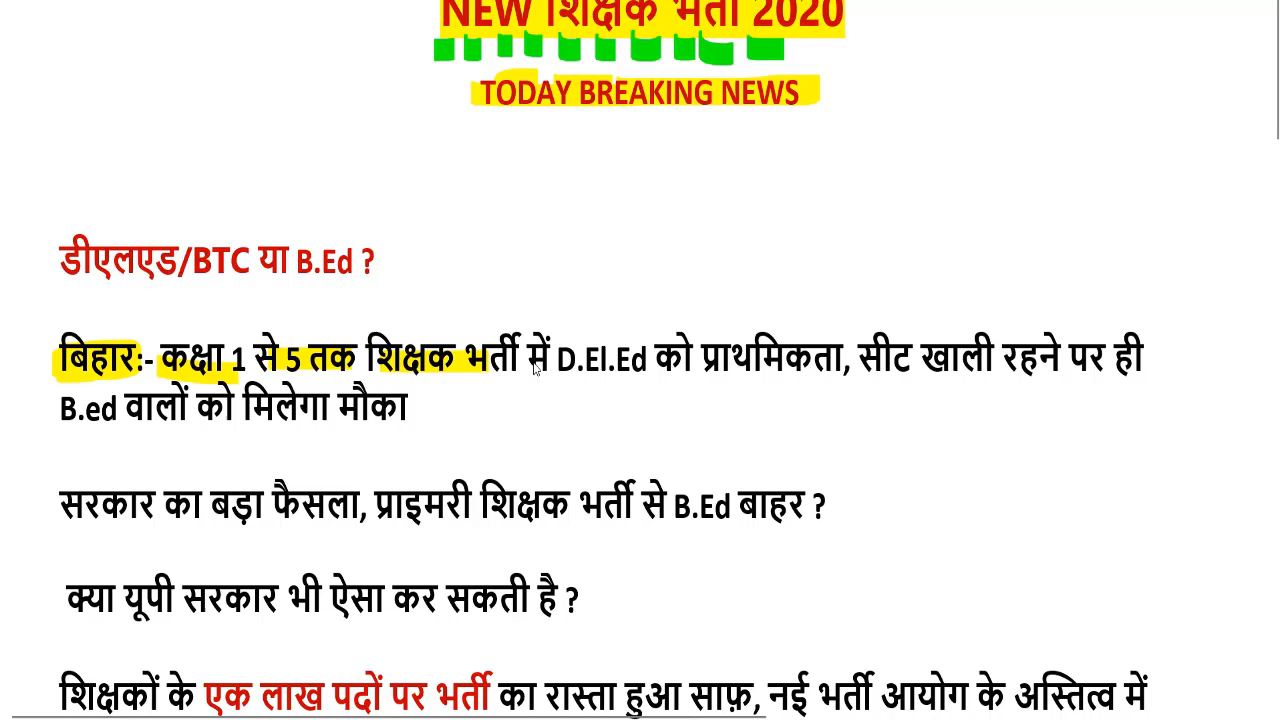 NEW शिक्षक भर्ती 2020
TODAY BREAKING NEWS
डीएलएड/BTC या B.Ed ?
बिहार:- कक्षा 1 से 5 तक शिक्षक भर्ती में D.El.Ed को प्राथमिकता, सीट खाली रहने पर ही
B.ed वालों को मिलेगा मौका
सरकार का बड़ा फैसला, प्राइमरी शिक्षक भर्ती से B.Ed बाहर ?
क्या यूपी सरकार भी ऐसा कर सकती है ?
शिक्षकों के एक लाख पदों पर भर्ती का रास्ता हुआ साफ़, नई भर्ती आयोग के अस्तित्व में